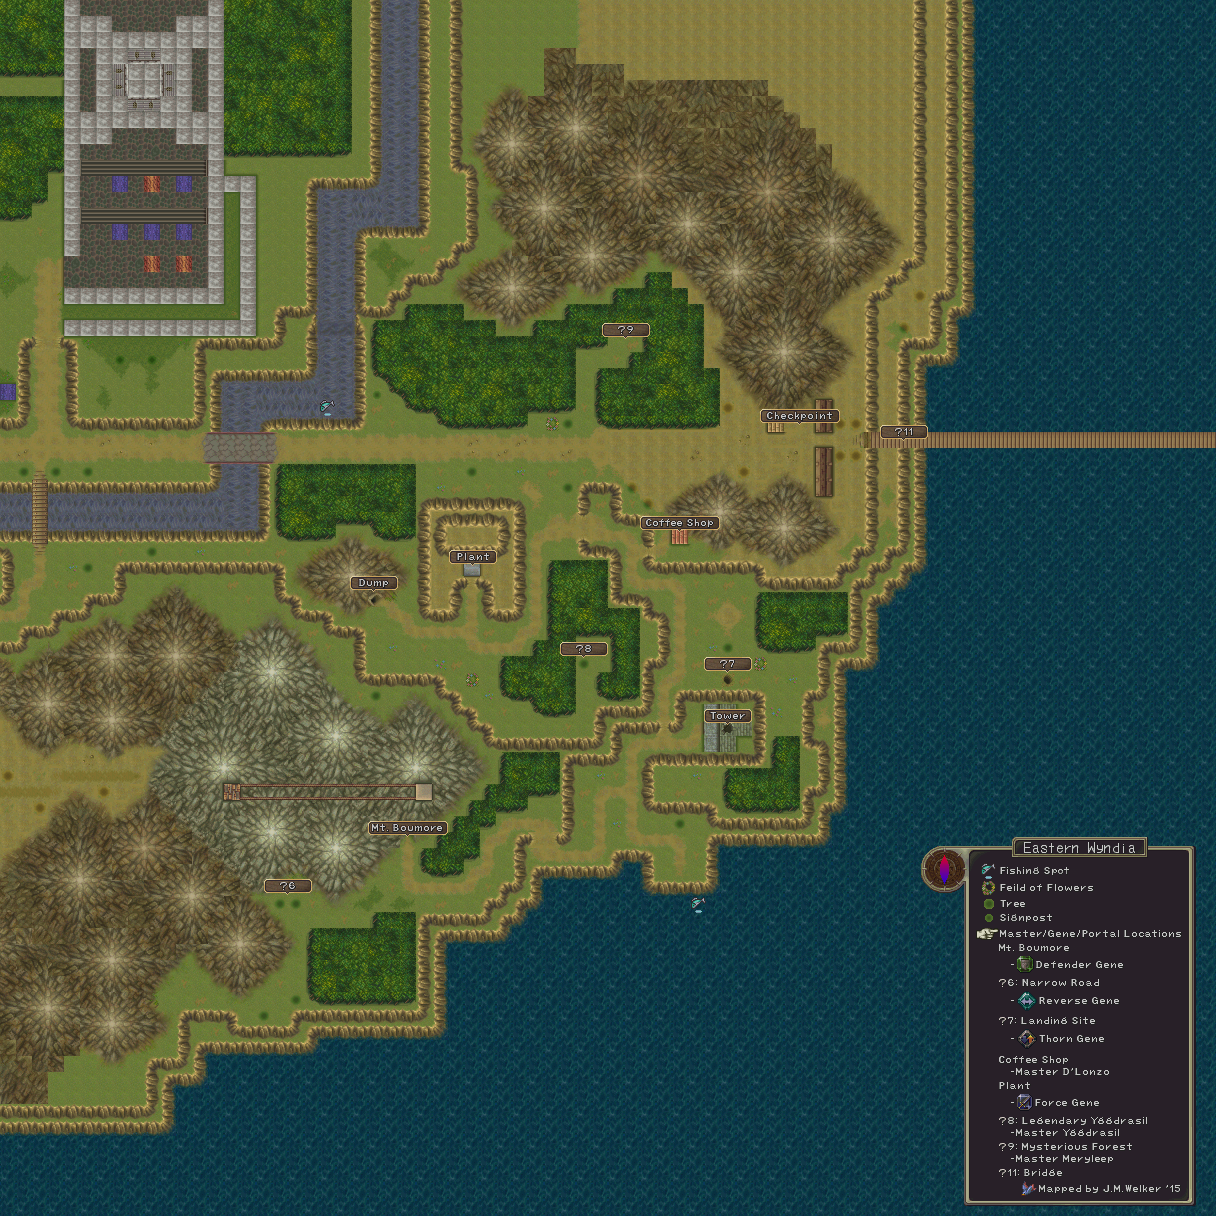 ?9
Checkpoint
?11
Coffee Shop
Plant
Dump
?8
?7
Tower
Mt. Boumore
?6
Eastern Wyndia
Fishing Spot
Feild of Flowers
Tree
Signpost
Master/Gene/Portal Locations
Mt. Boumore
-Defender Gene
?6: Narrow Road
-Reverse Gene
?7: Landing Site
-Thorn Gene
Coffee Shop
-Master D'Lonzo
Plant
-Force Gene
?8: Legendary Yggdrasil
-Master Yggdrasil
?9: Mysterious Forest
-Master Meryleep
?11: Bridge
Mapped by J.M.Welker '15